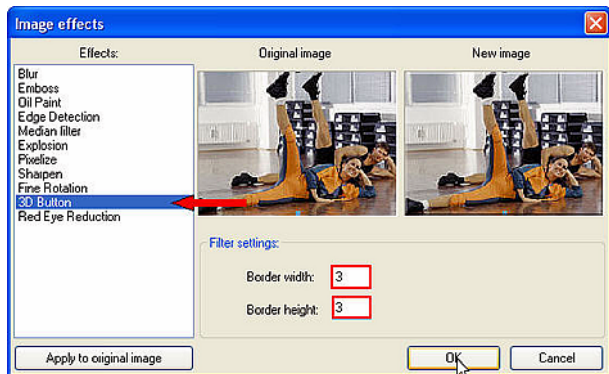 Image effects
Effects:
Original image
New image
Blur
Emboss
Oil Paint
Edge Detection
Median filter
Explosion
Pixelize
Sharpen
Fine Rotation
3D Button
Red Eye Reduction
Filter settings:
Border width: 3
Border height: 3
Apply to original image
OK
Cancel